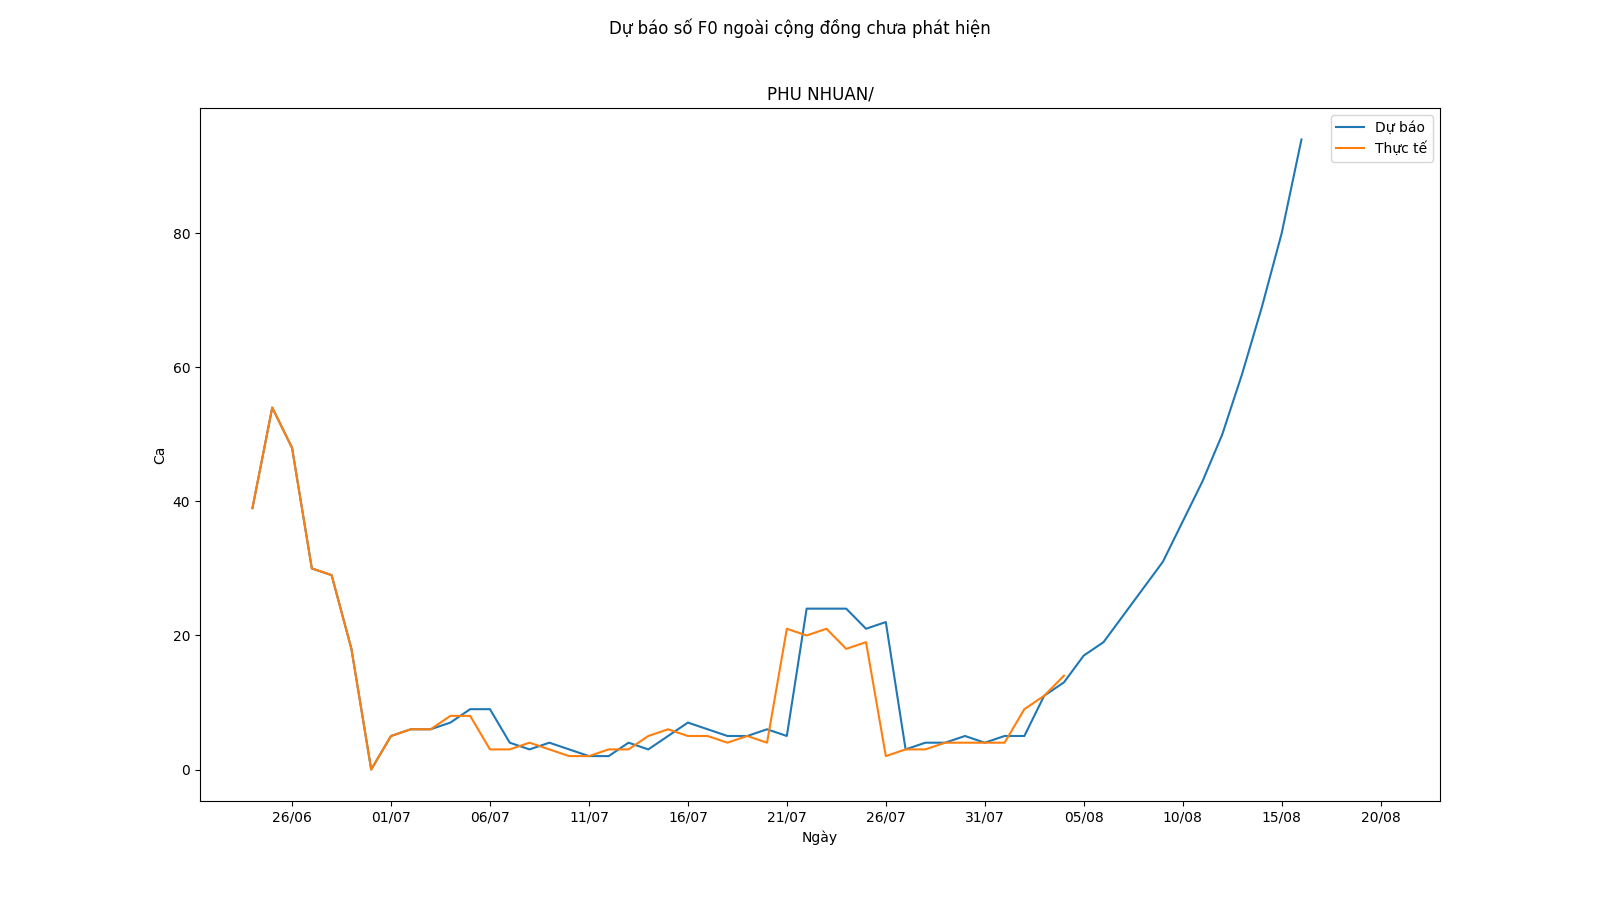 Dự báo số F0 ngoài cộng đồng chưa phát hiện
PHU NHUAN/
Dự báo
Thực tế
80
60
40
20
0
Ca
26/06 01/07 06/07 11/07 16/07 21/07 26/07 31/07 05/08 10/08 15/08 20/08
Ngày